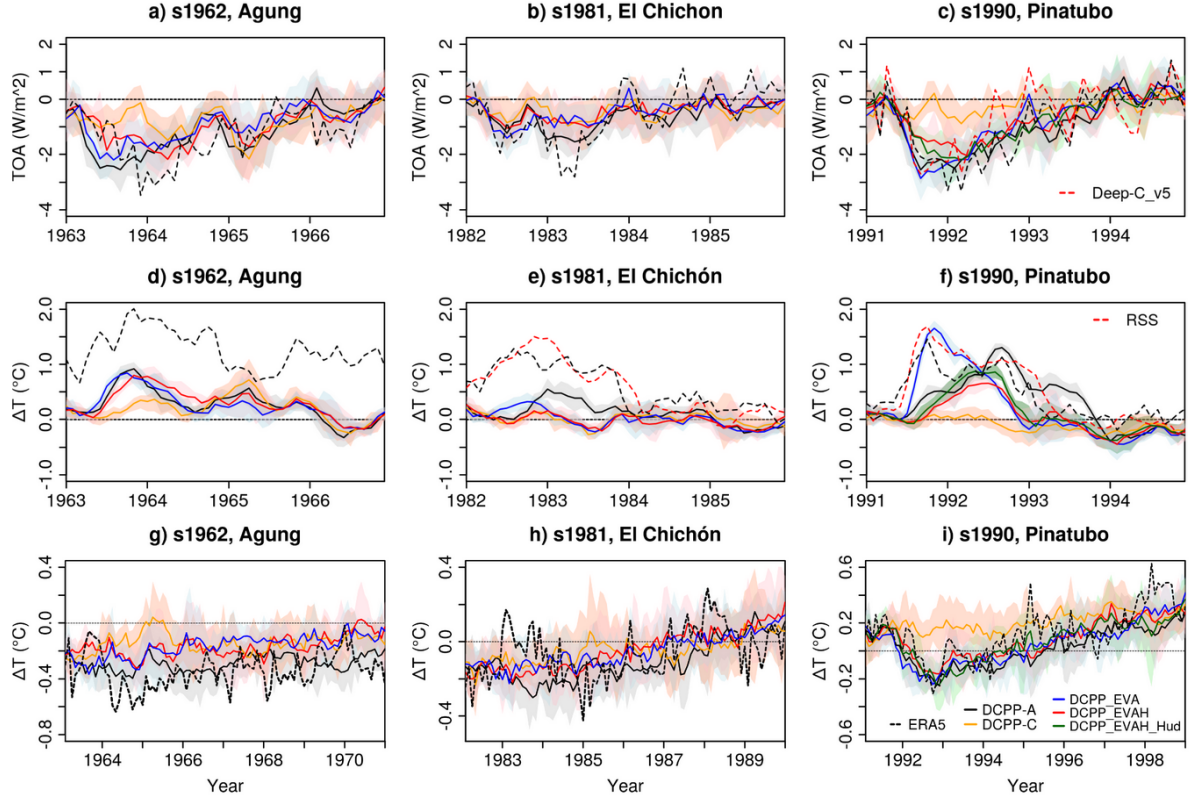 a) s1962, Agung
b) s1981, El Chichon
c) s1990, Pinatubo
TOA (W/m^2)
2
0
-2
-4
1963
1964
1965
1966
TOA (W/m^2)
2
0
-2
-4
1982
1983
1984
1985
TOA (W/m^2)
2
0
-2
-4
Deep-C_v5
1991
1992
1993
1994
d) s1962, Agung
e) s1981, El Chichón
f) s1990, Pinatubo
ΔT (°C)
2.0
1.0
0.0
-1.0
1963
1964
1965
1966
ΔT (°C)
2.0
1.0
0.0
-1.0
1982
1983
1984
1985
ΔT (°C)
2.0
1.0
0.0
-1.0
RSS
1991
1992
1993
1994
g) s1962, Agung
h) s1981, El Chichón
i) s1990, Pinatubo
ΔT (°C)
0.4
0.0
-0.4
-0.8
1964
1966
1968
1970
Year
ΔT (°C)
0.4
0.0
-0.4
1983
1985
1987
1989
Year
ΔT (°C)
0.6
0.2
-0.2
-0.6
ERA5
DCPP-A
DCPP-C
DCPP_EVA
DCPP_EVAH
DCPP_EVAH_Hud
1992
1994
1996
1998
Year